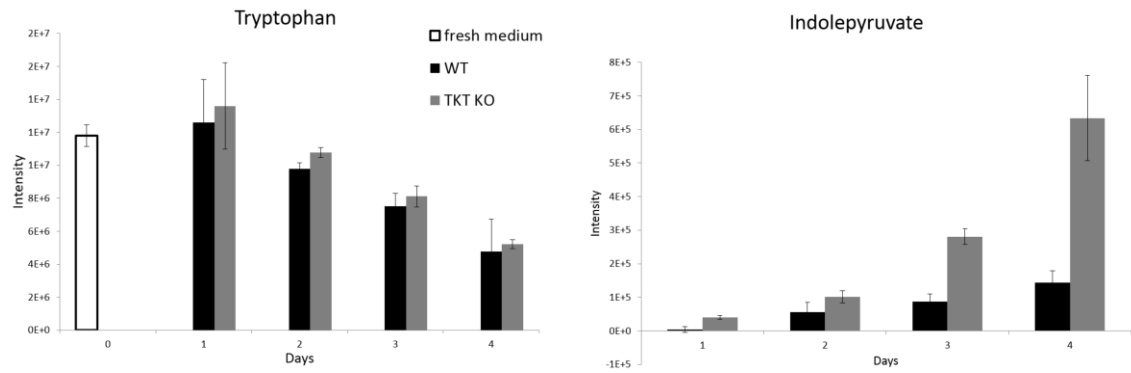 Tryptophan
fresh medium
WT
TKT KO
2E+7
2E+7
1E+7
1E+7
1E+7
8E+6
6E+6
4E+6
2E+6
0E+0
Intensity
0 1 2 3 4
Days
Indolepyruvate
8E+5
7E+5
6E+5
5E+5
4E+5
3E+5
2E+5
1E+5
0E+0
-1E+5
Intensity
1 2 3 4
Days